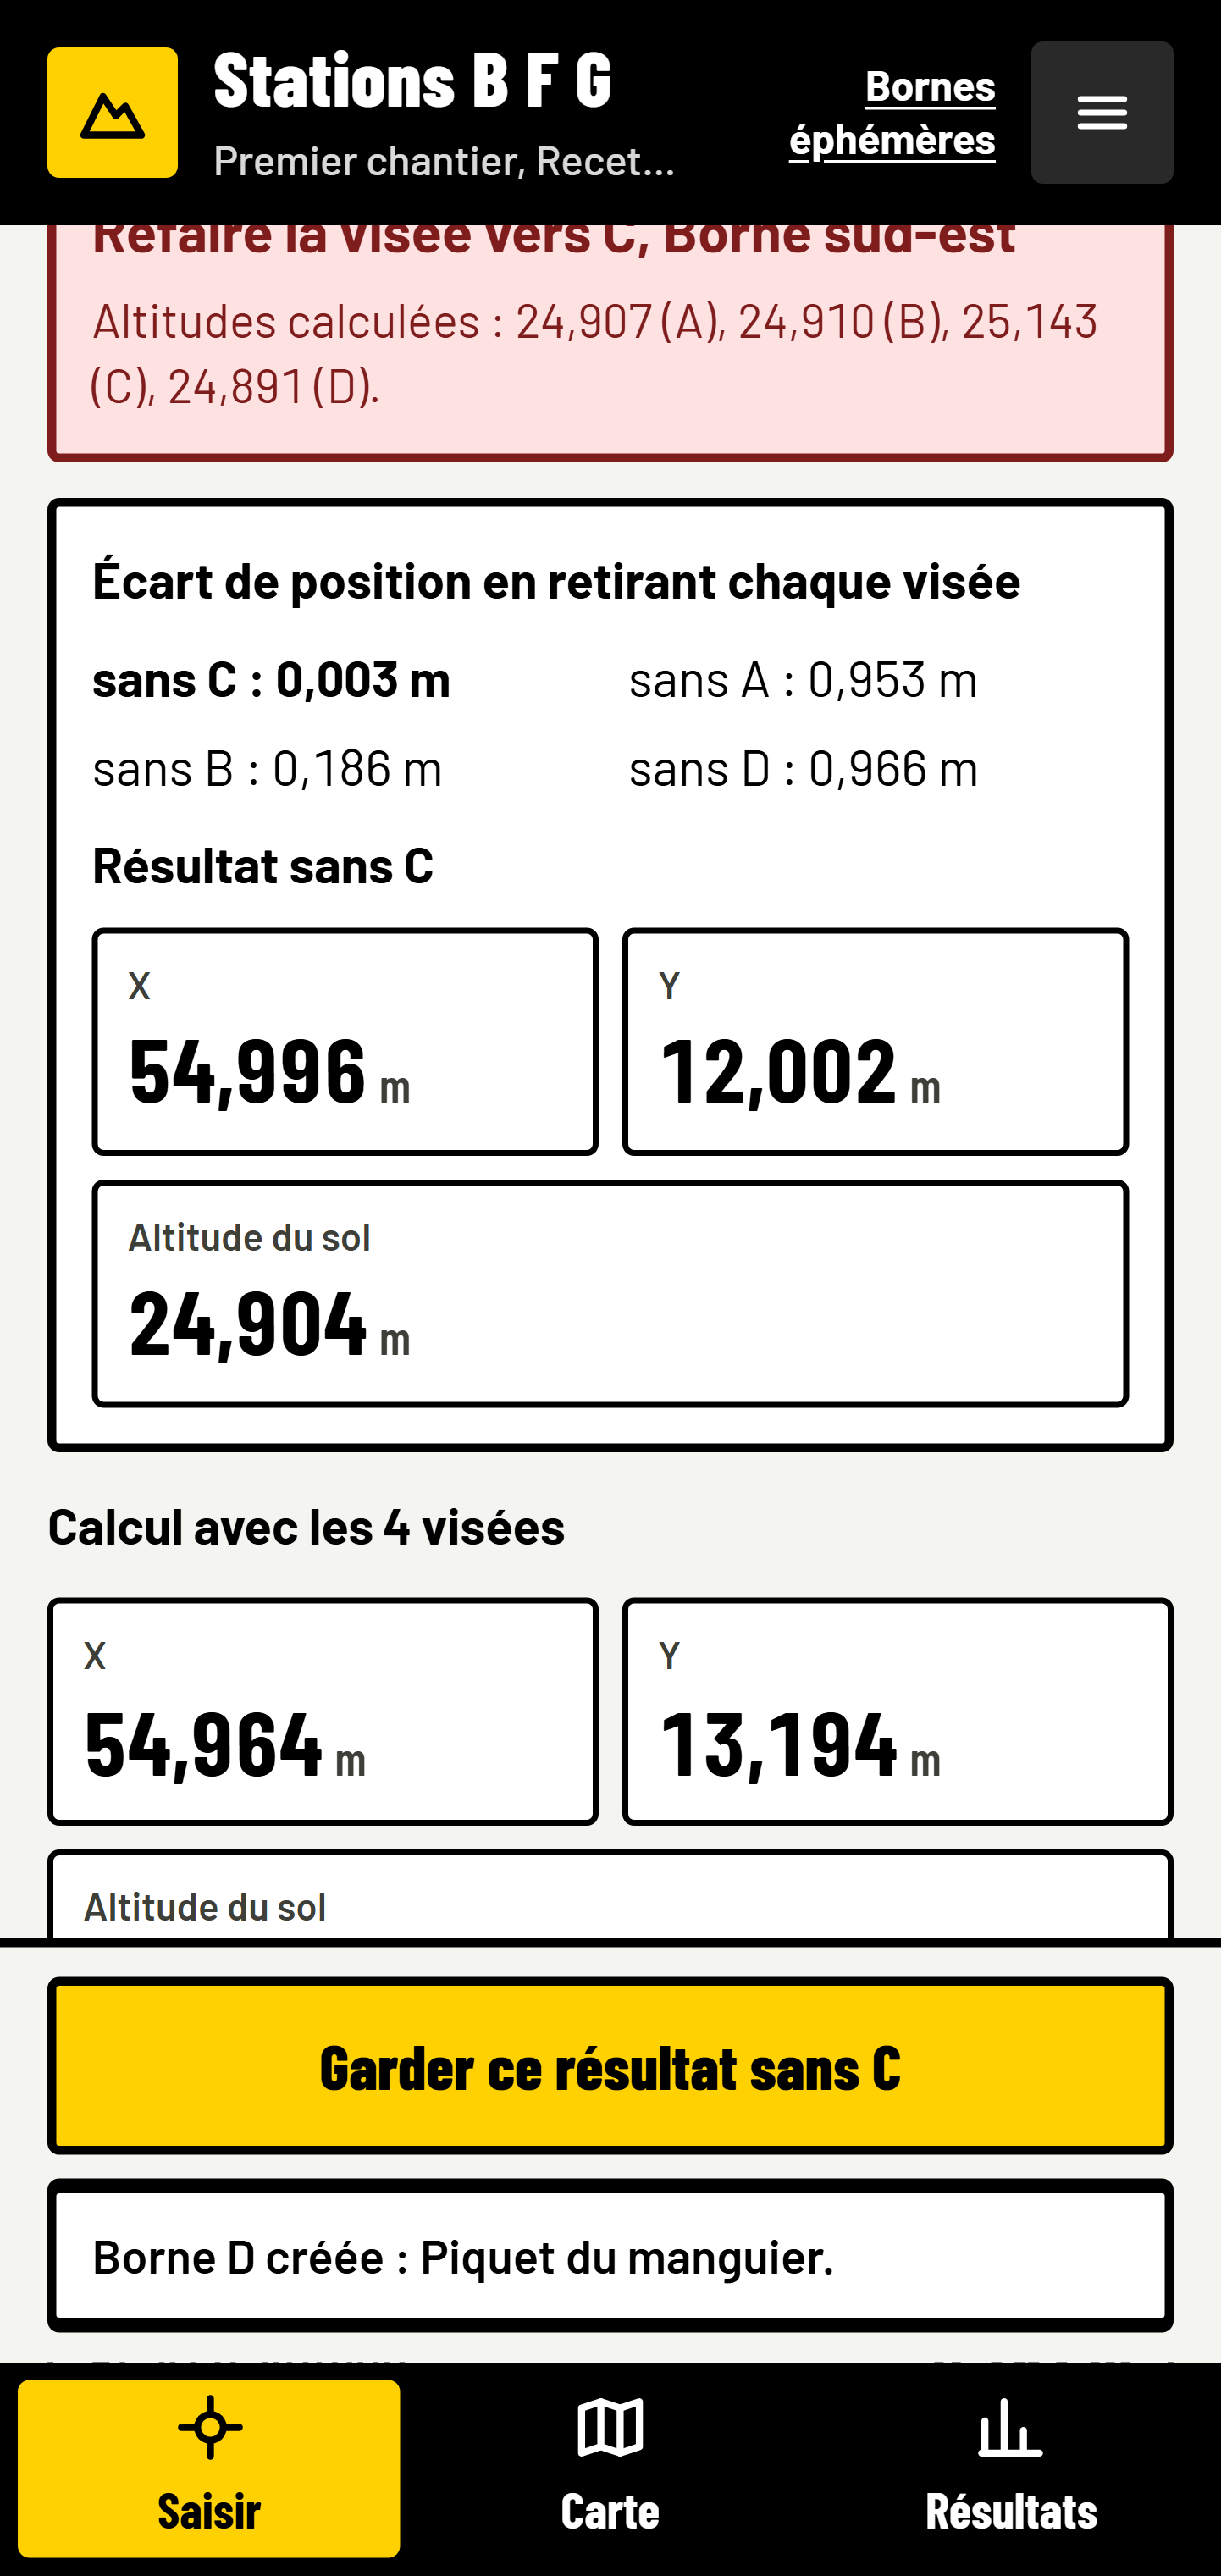 Stations B F G
Premier chantier, Recet...
Bornes
éphémères
Refaire la visée vers C, Borne sud-est
Altitudes calculées : 24,907 (A), 24,910 (B), 25,143
(C), 24,891 (D).
Écart de position en retirant chaque visée
sans C : 0,003 m
sans A : 0,953 m
sans B : 0,186 m
sans D : 0,966 m
Résultat sans C
X
54,996 m
Y
12,002 m
Altitude du sol
24,904 m
Calcul avec les 4 visées
X
54,964 m
Y
13,194 m
Altitude du sol
Garder ce résultat sans C
Borne D créée : Piquet du manguier.
Saisir
Carte
Résultats